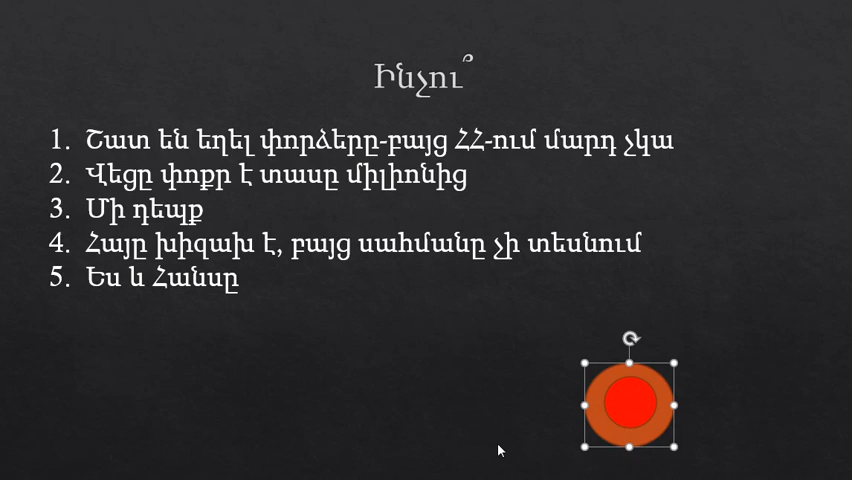 Ինչու՞
1. Շատ են եղել փորձերը-բայց ՀՀ-ում մարդ չկա
2. Վեցը փոքր է տասը միլիոնից
3. Մի դեպք
4. Հայը խիզախ է, բայց սահմանը չի տեսնում
5. Ես և Հանսը